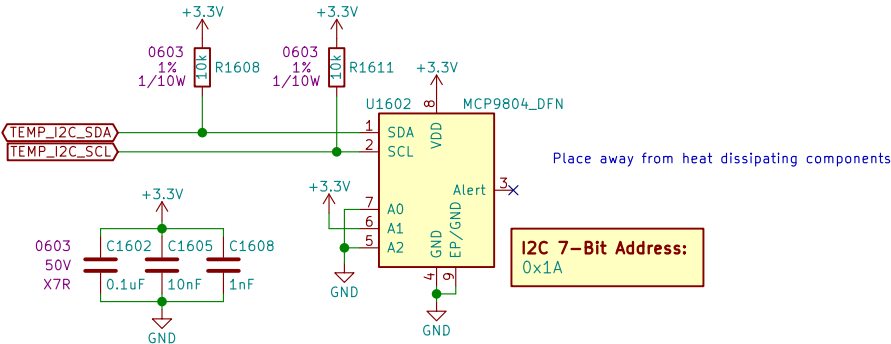 +3.3V
+3.3V
0603
1%
1/10W
10k
R1608
0603
1%
1/10W
10k
R1611
+3.3V
U1602
MCP9804_DFN
8
VDD
TEMP_I2C_SDA
1
SDA
TEMP_I2C_SCL
2
SCL
Place away from heat dissipating components
+3.3V
Alert
3
7
A0
6
A1
5
A2
GND
EP/GND
4
9
GND
GND
+3.3V
0603
50V
X7R
C1602
0.1uF
C1605
10nF
C1608
1nF
GND
I2C 7-Bit Address:
0x1A